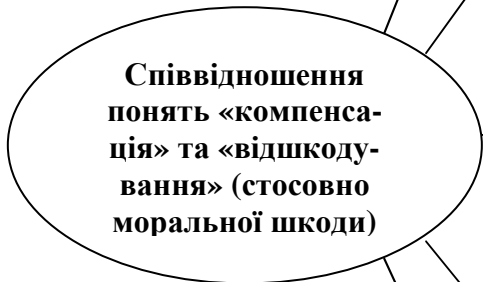 Співвідношення
понять «компенса-
ція» та «відшкоду-
вання» (стосовно
моральної шкоди)